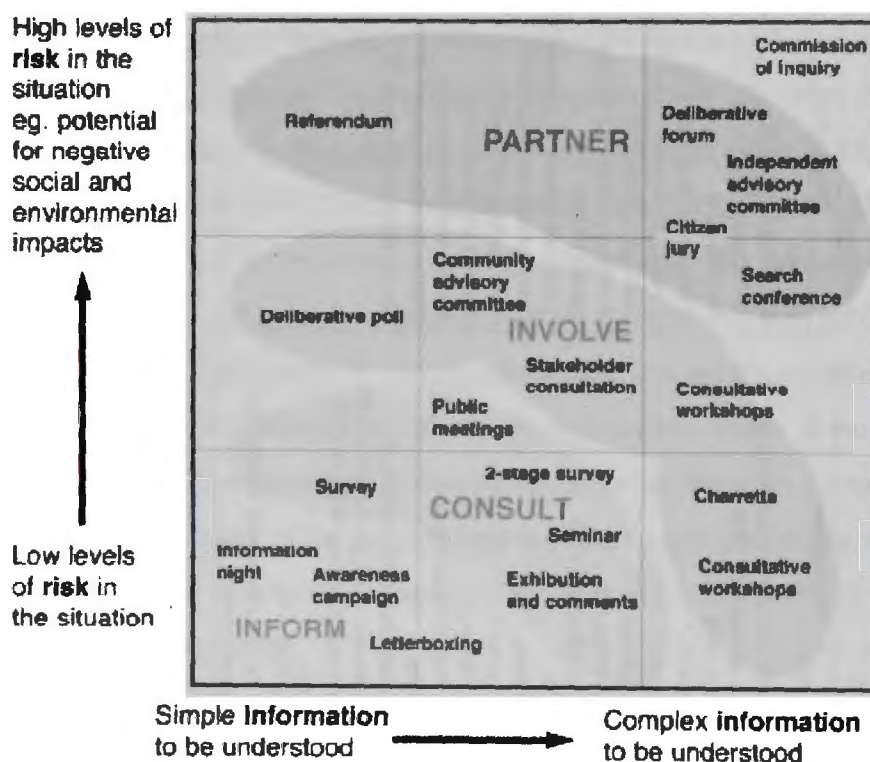 High levels of
risk in the
situation
eg. potential
for negative
social and
environmental
impacts
Low levels
of risk in
the situation
Commission
of Inquiry
Referendum
PARTNER
Deliberative
forum
Independent
advisory
committee
Citizen
jury
Search
conference
Community
advisory
committee
Deliberative poll
INVOLVE
Stakeholder
consultation
Public
meetings
Consultative
workshops
2-stage survey
Survey
CONSULT
Charrette
Seminar
Information
night
Awareness
campaign
Exhibution
and comments
Consultative
workshops
INFORM
Letterboxing
Simple Information
to be understood
Complex information
to be understood